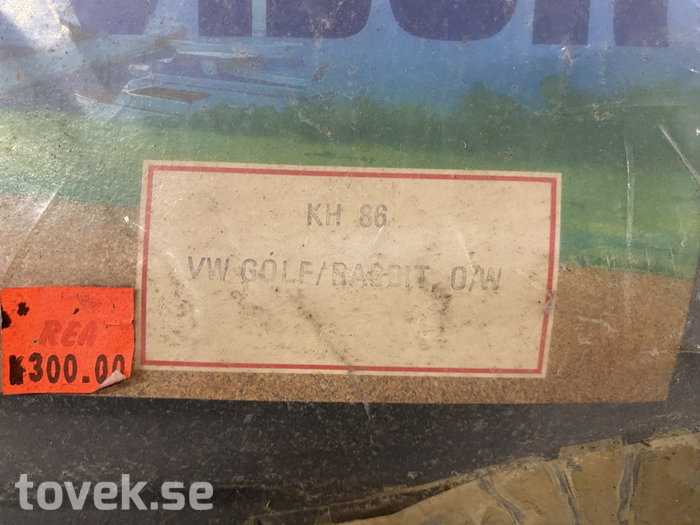 KH 86
VW GOLF/RABBIT, O/W
REA
300.00
tovek.se